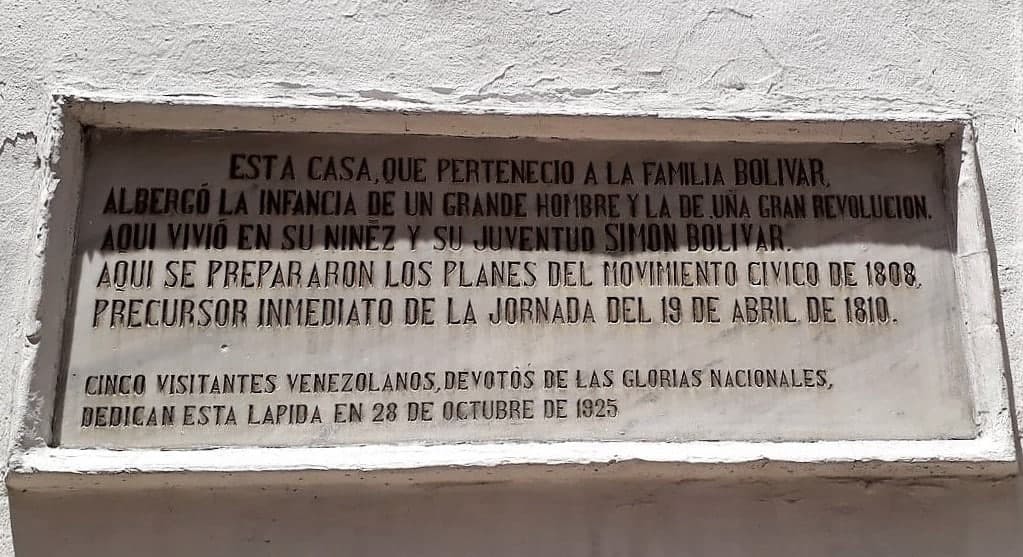 ESTA CASA, QUE PERTENECIO A LA FAMILIA BOLIVAR,
ALBERGÓ LA INFANCIA DE UN GRANDE HOMBRE Y LA DE UÑA GRAN REVOLUCION.
AQUI VIVIÓ EN SU NINEZ Y SU JUVENTUD SIMON BOLIVAR.
AQUI SE PREPARARON LOS PLANES DEL MOVIMIENTO CIVICO DE 1808,
PRECURSOR INMEDIATO DE LA JORNADA DEL 19 DE ABRIL DE 1810.
CINCO VISITANTES VENEZOLANOS, DEVOTOS DE LAS GLORIAS NACIONALES,
DEDICAN ESTA LAPIDA EN 28 DE OCTUBRE DE 1925